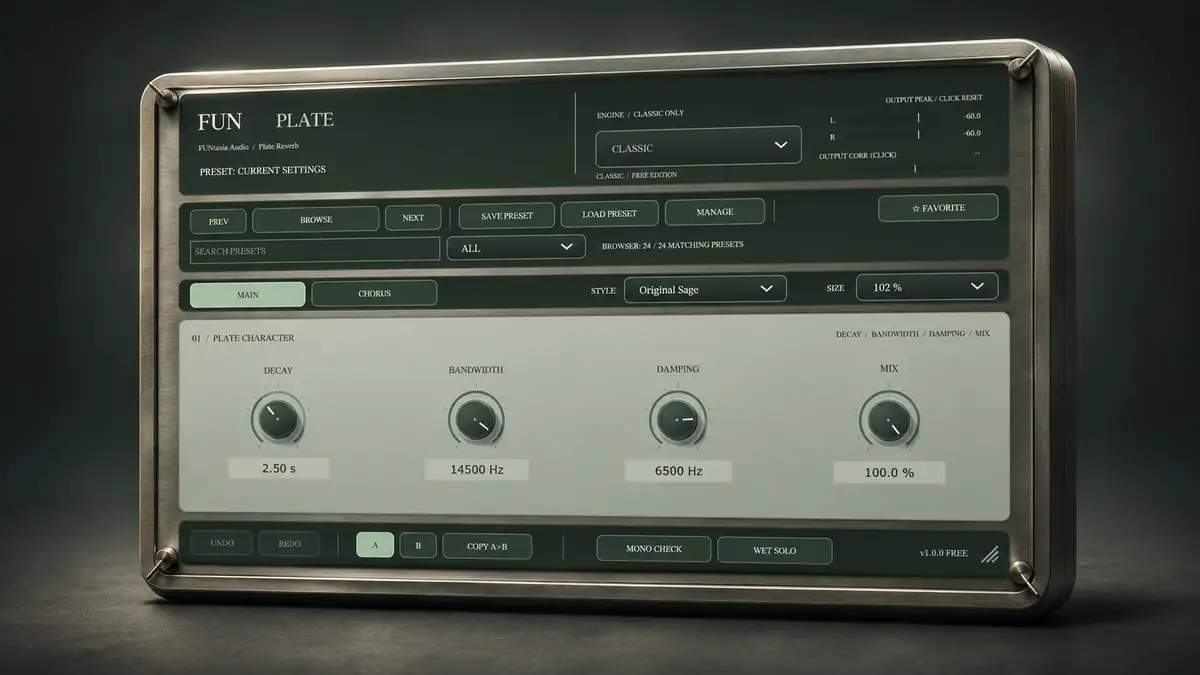 FUN PLATE
FUNtasia Audio / Plate Reverb
PRESET: CURRENT SETTINGS
ENGINE / CLASSIC ONLY
CLASSIC
CLASSIC / FREE EDITION
OUTPUT PEAK / CLICK RESET
L -60.0
R -60.0
OUTPUT CORR (CLICK) --
PREV BROWSE NEXT SAVE PRESET LOAD PRESET MANAGE ☆ FAVORITE
SEARCH PRESETS ALL BROWSER: 24 / 24 MATCHING PRESETS
MAIN CHORUS STYLE Original Sage SIZE 102 %
01 / PLATE CHARACTER DECAY / BANDWIDTH / DAMPING / MIX
DECAY BANDWIDTH DAMPING MIX
2.50 s 14500 Hz 6500 Hz 100.0 %
UNDO REDO A B COPY A>B MONO CHECK WET SOLO v1.0.0 FREE